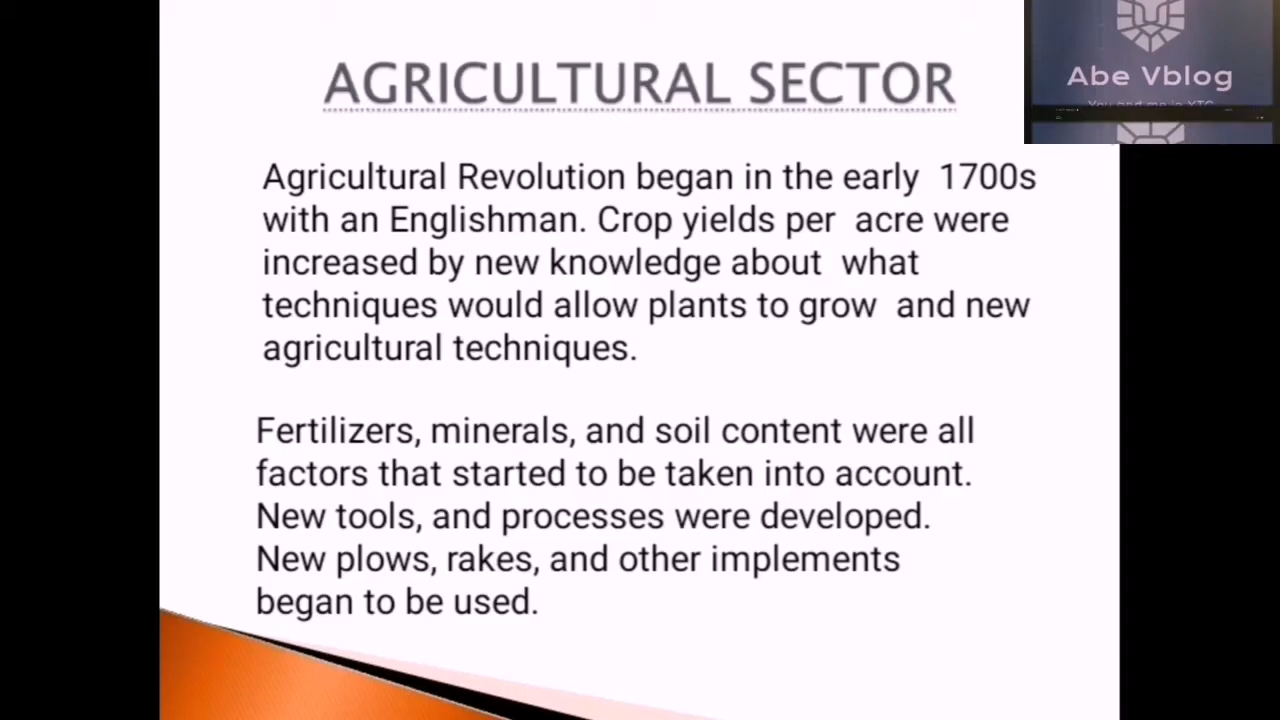 AGRICULTURAL SECTOR
Abe Vblog
Agricultural Revolution began in the early 1700s
with an Englishman. Crop yields per acre were
increased by new knowledge about what
techniques would allow plants to grow and new
agricultural techniques.
Fertilizers, minerals, and soil content were all
factors that started to be taken into account.
New tools, and processes were developed.
New plows, rakes, and other implements
began to be used.